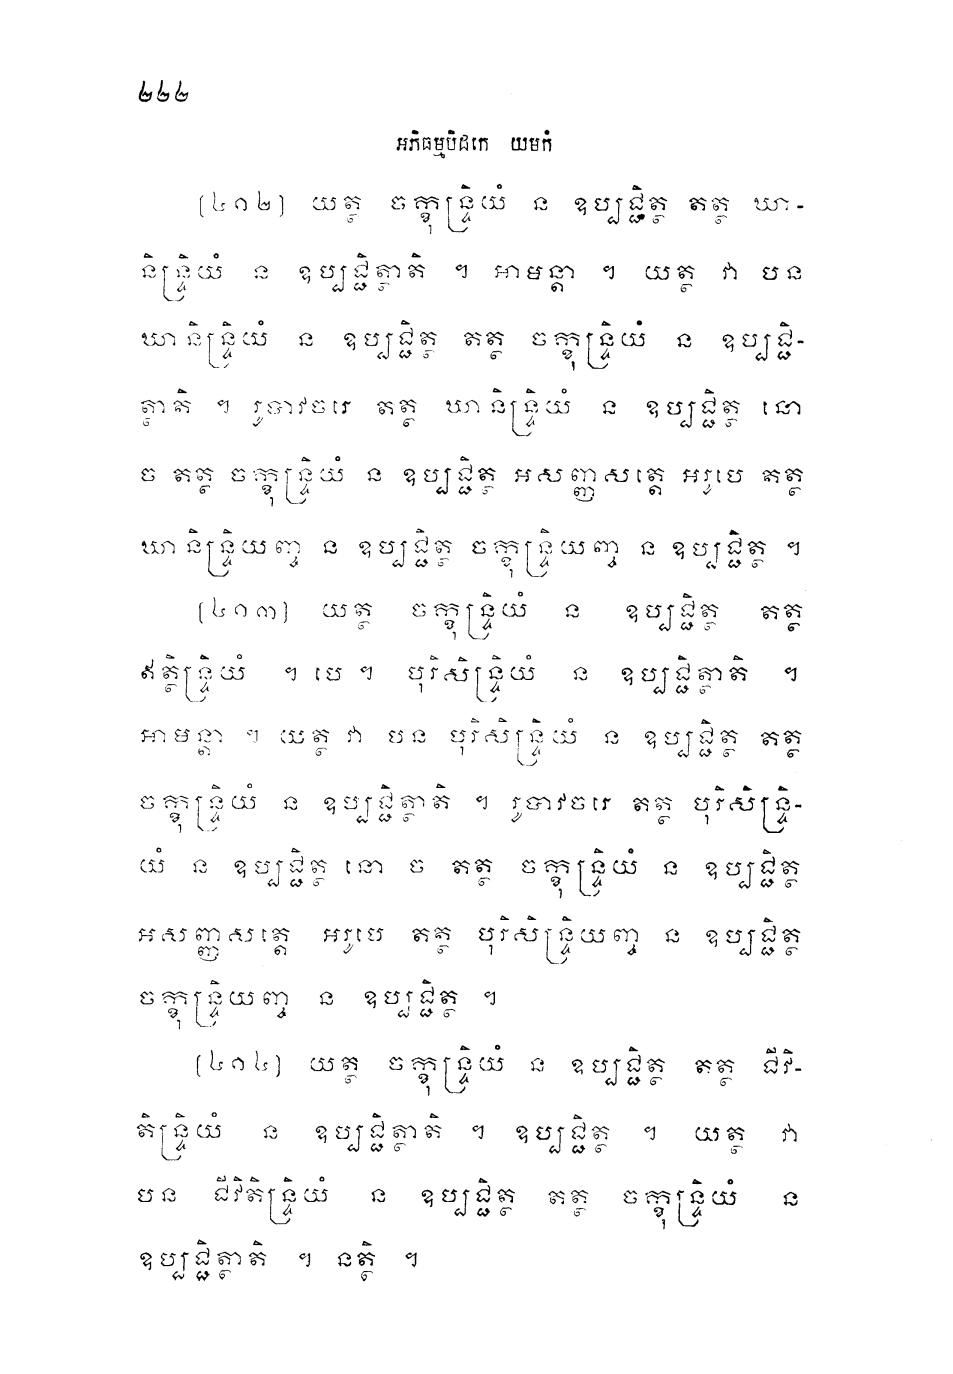 ២២២
អភិធម្មបិដកេ យមកំ
[៤១២] យត្ថ ចក្ខុន្ទ្រិយំ ន ឧប្បជ្ជិត្ថ តត្ថ ឃា-
និន្ទ្រិយំ ន ឧប្បជ្ជិត្ថាតិ ។ អាមន្តា ។ យត្ថ វា បន
ឃានិន្ទ្រិយំ ន ឧប្បជ្ជិត្ថ តត្ថ ចក្ខុន្ទ្រិយំ ន ឧប្បជ្ជិ-
ត្ថាតិ ។ រូបាវចរេ តត្ថ ឃានិន្ទ្រិយំ ន ឧប្បជ្ជិត្ថ នោ
ច តត្ថ ចក្ខុន្ទ្រិយំ ន ឧប្បជ្ជិត្ថ អសញ្ញសត្តេ អរូបេ តត្ថ
ឃានិន្ទ្រិយញ្ច ន ឧប្បជ្ជិត្ថ ចក្ខុន្ទ្រិយញ្ច ន ឧប្បជ្ជិត្ថ ។
[៤១៣] យត្ថ ចក្ខុន្ទ្រិយំ ន ឧប្បជ្ជិត្ថ តត្ថ
ឥត្ថិន្ទ្រិយំ ។ បេ ។ បុរិសិន្ទ្រិយំ ន ឧប្បជ្ជិត្ថាតិ ។
អាមន្តា ។ យត្ថ វា បន បុរិសិន្ទ្រិយំ ន ឧប្បជ្ជិត្ថ តត្ថ
ចក្ខុន្ទ្រិយំ ន ឧប្បជ្ជិត្ថាតិ ។ រូបាវចរេ តត្ថ បុរិសិន្ទ្រិ-
យំ ន ឧប្បជ្ជិត្ថ នោ ច តត្ថ ចក្ខុន្ទ្រិយំ ន ឧប្បជ្ជិត្ថ
អសញ្ញសត្តេ អរូបេ តត្ថ បុរិសិន្ទ្រិយញ្ច ន ឧប្បជ្ជិត្ថ
ចក្ខុន្ទ្រិយញ្ច ន ឧប្បជ្ជិត្ថ ។
[៤១៤] យត្ថ ចក្ខុន្ទ្រិយំ ន ឧប្បជ្ជិត្ថ តត្ថ ជីវិ-
តិន្ទ្រិយំ ន ឧប្បជ្ជិត្ថាតិ ។ ឧប្បជ្ជិត្ថ ។ យត្ថ វា
បន ជីវិតិន្ទ្រិយំ ន ឧប្បជ្ជិត្ថ តត្ថ ចក្ខុន្ទ្រិយំ ន
ឧប្បជ្ជិត្ថាតិ ។ នត្ថិ ។